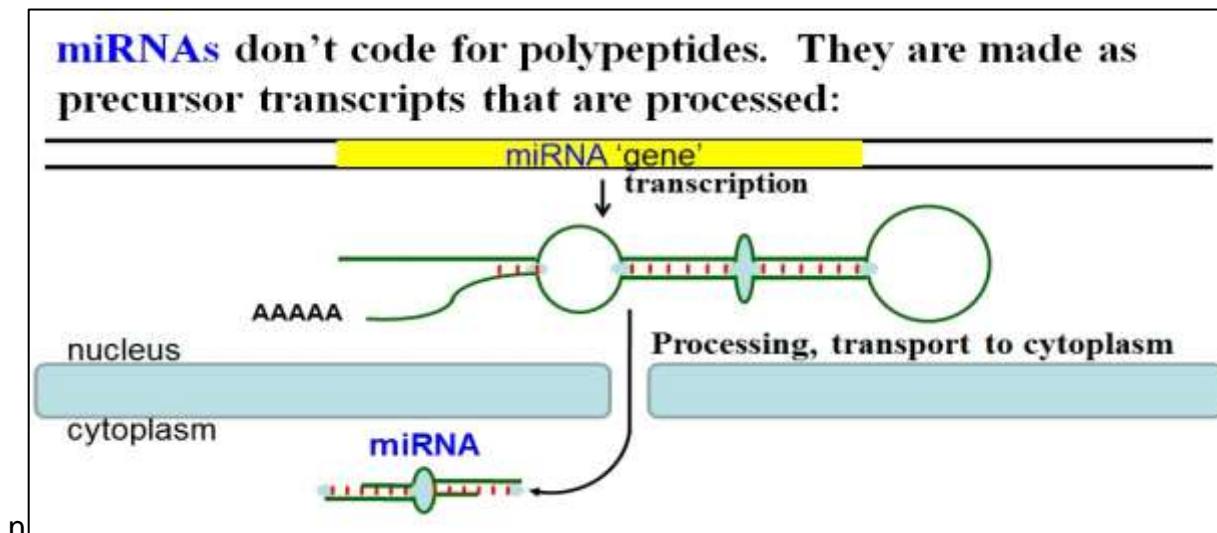 miRNAs don't code for polypeptides. They are made as
precursor transcripts that are processed:
miRNA 'gene'
transcription
AAAAA
nucleus
Processing, transport to cytoplasm
cytoplasm
miRNA
n